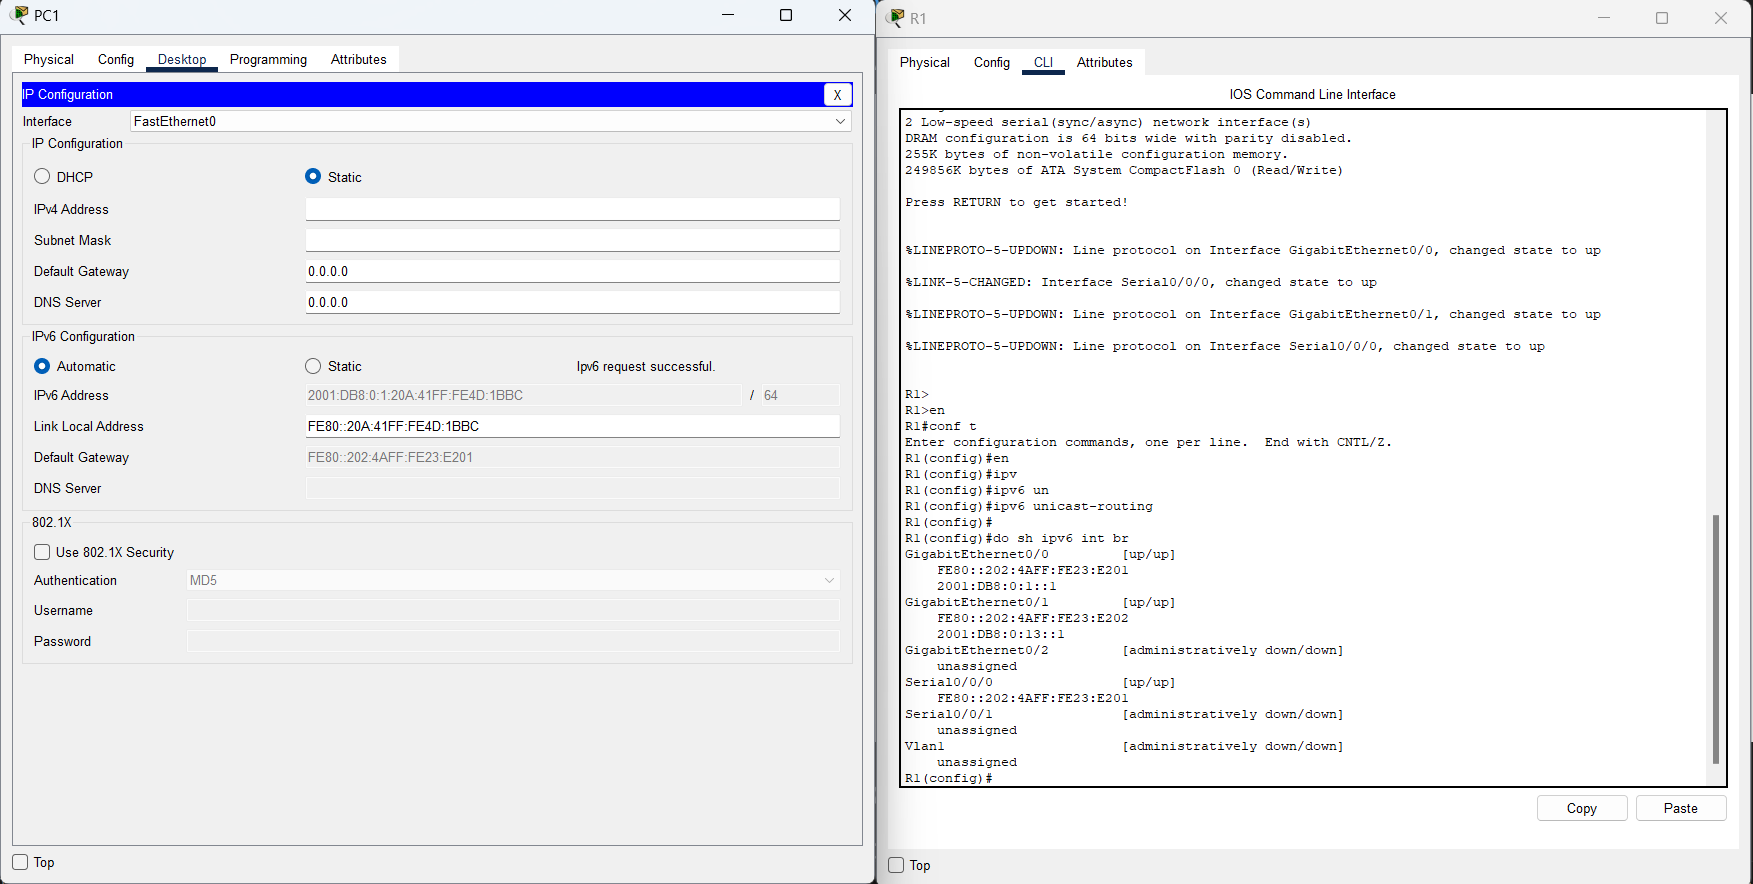 PC1
Physical Config Desktop Programming Attributes
IP Configuration X
Interface FastEthernet0
IP Configuration
DHCP Static
IPv4 Address
Subnet Mask
Default Gateway 0.0.0.0
DNS Server 0.0.0.0
IPv6 Configuration
Automatic Static Ipv6 request successful.
IPv6 Address 2001:DB8:0:1:20A:41FF:FE4D:1BBC / 64
Link Local Address FE80::20A:41FF:FE4D:1BBC
Default Gateway FE80::202:4AFF:FE23:E201
DNS Server
802.1X
Use 802.1X Security
Authentication MD5
Username
Password
Top
R1
Physical Config CLI Attributes
IOS Command Line Interface
2 Low-speed serial(sync/async) network interface(s)
DRAM configuration is 64 bits wide with parity disabled.
255K bytes of non-volatile configuration memory.
249856K bytes of ATA System CompactFlash 0 (Read/Write)
Press RETURN to get started!
%LINEPROTO-5-UPDOWN: Line protocol on Interface GigabitEthernet0/0, changed state to up
%LINK-5-CHANGED: Interface Serial0/0/0, changed state to up
%LINEPROTO-5-UPDOWN: Line protocol on Interface GigabitEthernet0/1, changed state to up
%LINEPROTO-5-UPDOWN: Line protocol on Interface Serial0/0/0, changed state to up
R1>
R1>en
R1#conf t
Enter configuration commands, one per line.  End with CNTL/Z.
R1(config)#en
R1(config)#ipv
R1(config)#ipv6 un
R1(config)#ipv6 unicast-routing
R1(config)#
R1(config)#do sh ipv6 int br
GigabitEthernet0/0 [up/up]
FE80::202:4AFF:FE23:E201
2001:DB8:0:1::1
GigabitEthernet0/1 [up/up]
FE80::202:4AFF:FE23:E202
2001:DB8:0:13::1
GigabitEthernet0/2 [administratively down/down]
unassigned
Serial0/0/0 [up/up]
FE80::202:4AFF:FE23:E201
Serial0/0/1 [administratively down/down]
unassigned
Vlan1 [administratively down/down]
unassigned
R1(config)#
Copy Paste
Top